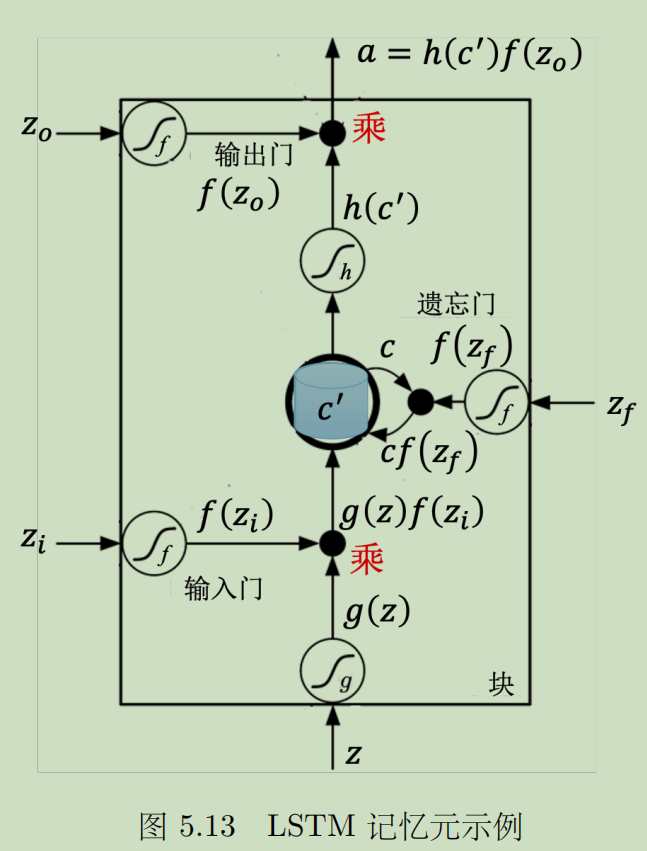 a = h(c′)f(z_o)
z_o
f
乘
输出门
f(z_o)
h(c′)
h
遗忘门
c
f(z_f)
c′
f
z_f
cf(z_f)
f(z_i)
g(z)f(z_i)
z_i
f
乘
输入门
g(z)
g
块
z
图 5.13 LSTM 记忆元示例